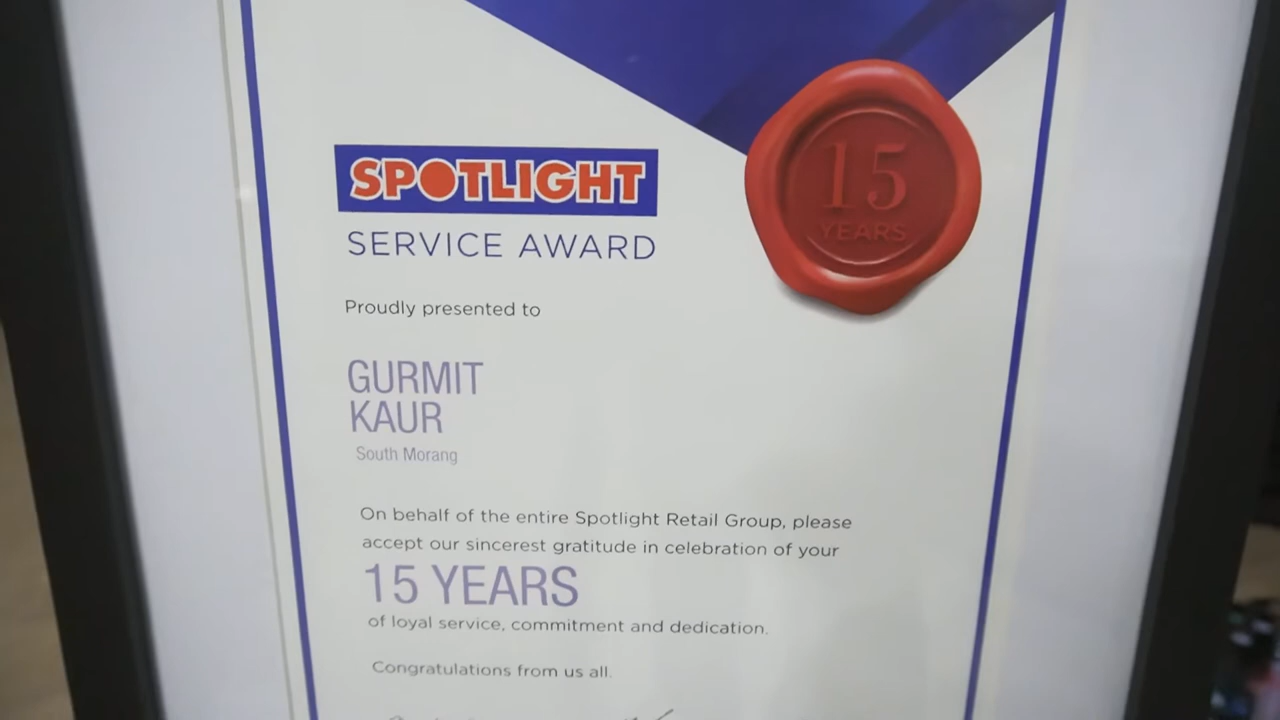 SPOTLIGHT
SERVICE AWARD
15
YEARS
Proudly presented to
GURMIT
KAUR
South Morang
On behalf of the entire Spotlight Retail Group, please
accept our sincerest gratitude in celebration of your
15 YEARS
of loyal service, commitment and dedication.
Congratulations from us all.